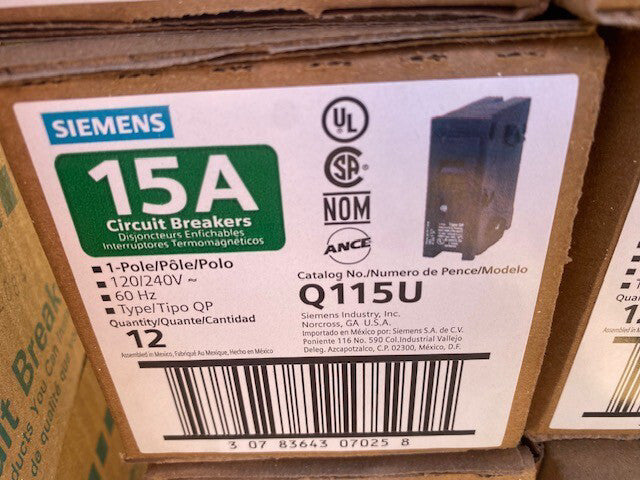 SIEMENS
15A
Circuit Breakers
Disjoncteurs Enfichables
Interruptores Termomagnéticos
1-Pole/Pôle/Polo
120/240V ~
60 Hz
Type/Tipo QP
Quantity/Quante/Cantidad
12
Assembled in Mexico, Fabriqué Au Mexique, Hecho en México
UL
CSA
NOM
ANCE
Catalog No./Numero de Pence/Modelo
Q115U
Siemens Industry, Inc.
Norcross, GA U.S.A.
Importado en México por: Siemens S.A. de C.V.
Poniente 116 No. 590 Col.Industrial Vallejo
Deleg. Azcapotzalco, C.P. 02300, México, D.F.
3 07 83643 07025 8